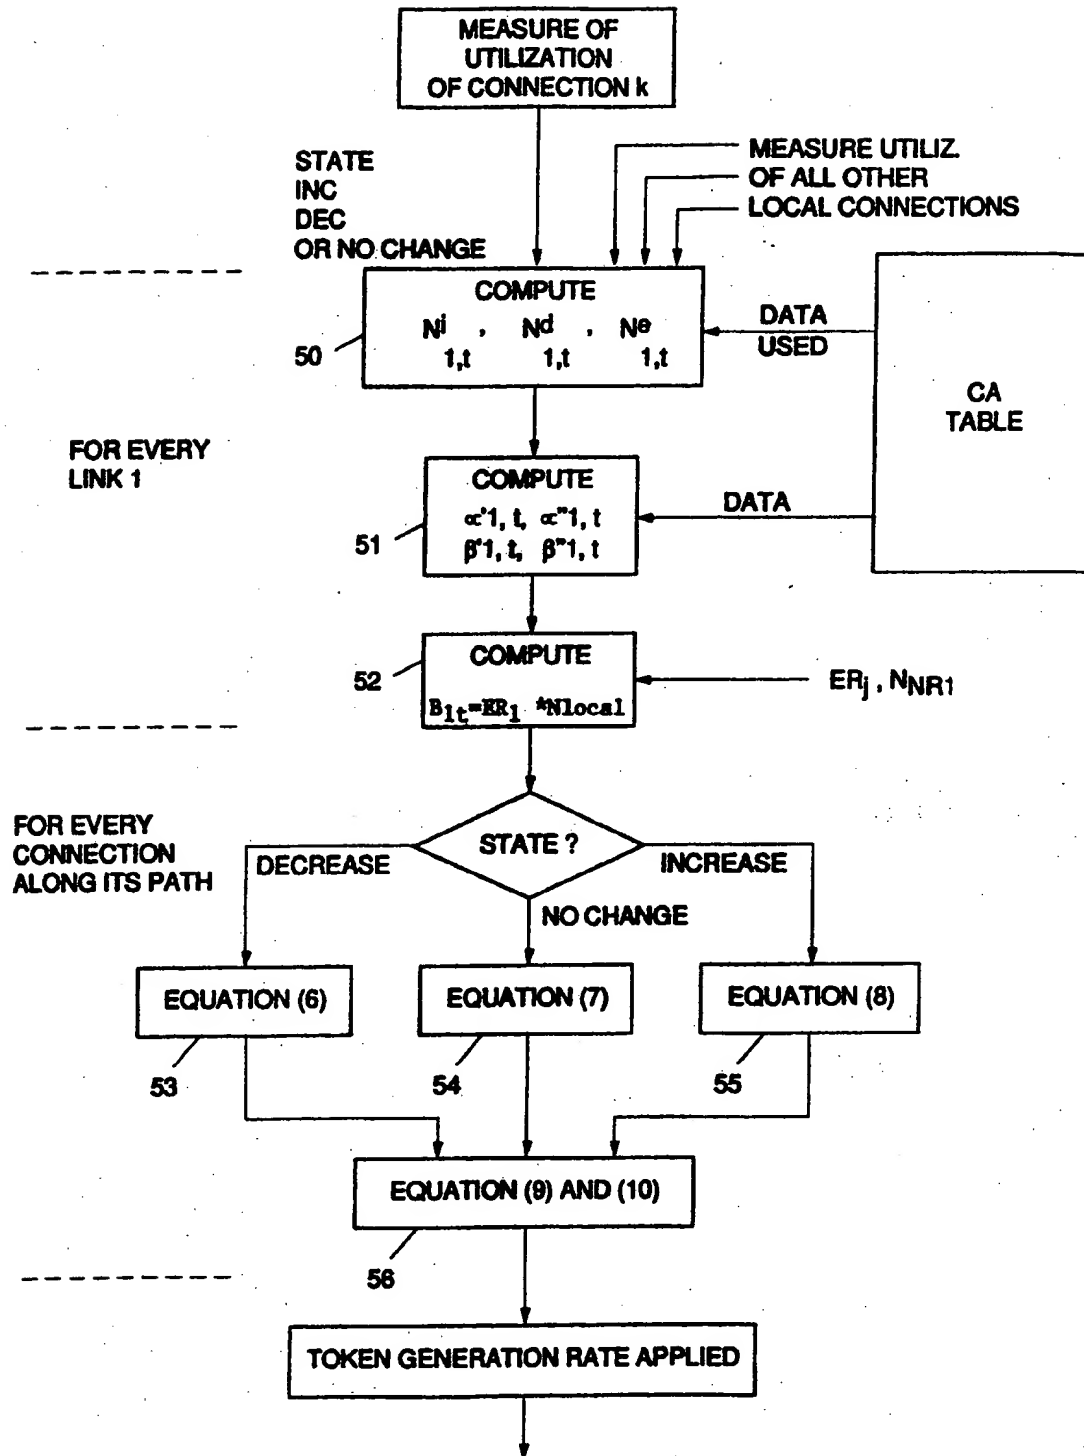 MEASURE OF
UTILIZATION
OF CONNECTION k
STATE
INC
DEC
OR NO CHANGE
MEASURE UTILIZ.
OF ALL OTHER
LOCAL CONNECTIONS
COMPUTE
Nⁱ 1,t , Nᵈ 1,t , Nᵉ 1,t
50
DATA
USED
CA
TABLE
FOR EVERY
LINK 1
COMPUTE
∝'1, t, ∝"1, t
β'1, t, β"1, t
51
DATA
COMPUTE
B1t=ER1 *Nlocal
52
ERj , NNR1
FOR EVERY
CONNECTION
ALONG ITS PATH
STATE ?
DECREASE
INCREASE
NO CHANGE
EQUATION (6)
EQUATION (7)
EQUATION (8)
53
54
55
EQUATION (9) AND (10)
56
TOKEN GENERATION RATE APPLIED